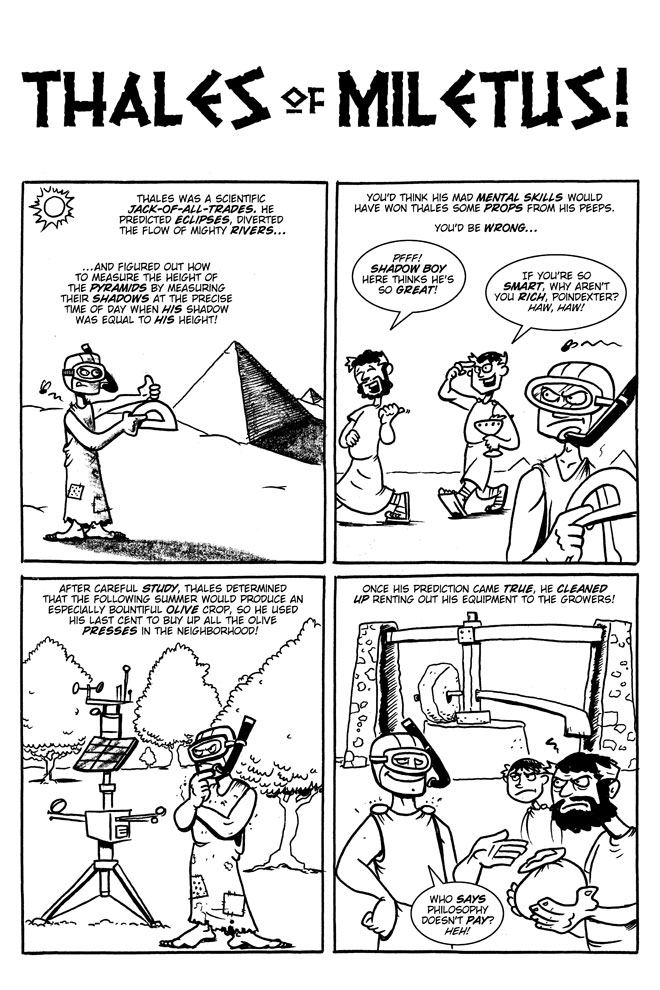 THALES OF MILETUS!
THALES WAS A SCIENTIFIC
JACK-OF-ALL-TRADES. HE
PREDICTED ECLIPSES, DIVERTED
THE FLOW OF MIGHTY RIVERS...
...AND FIGURED OUT HOW
TO MEASURE THE HEIGHT OF
THE PYRAMIDS BY MEASURING
THEIR SHADOWS AT THE PRECISE
TIME OF DAY WHEN HIS SHADOW
WAS EQUAL TO HIS HEIGHT!
YOU'D THINK HIS MAD MENTAL SKILLS WOULD
HAVE WON THALES SOME PROPS FROM HIS PEEPS.
YOU'D BE WRONG...
PFFF!
SHADOW BOY
HERE THINKS HE'S
SO GREAT!
IF YOU'RE SO
SMART, WHY AREN'T
YOU RICH, POINDEXTER?
HAW, HAW!
AFTER CAREFUL STUDY, THALES DETERMINED
THAT THE FOLLOWING SUMMER WOULD PRODUCE AN
ESPECIALLY BOUNTIFUL OLIVE CROP, SO HE USED
HIS LAST CENT TO BUY UP ALL THE OLIVE
PRESSES IN THE NEIGHBORHOOD!
ONCE HIS PREDICTION CAME TRUE, HE CLEANED
UP RENTING OUT HIS EQUIPMENT TO THE GROWERS!
WHO SAYS
PHILOSOPHY
DOESN'T PAY?
HEH!